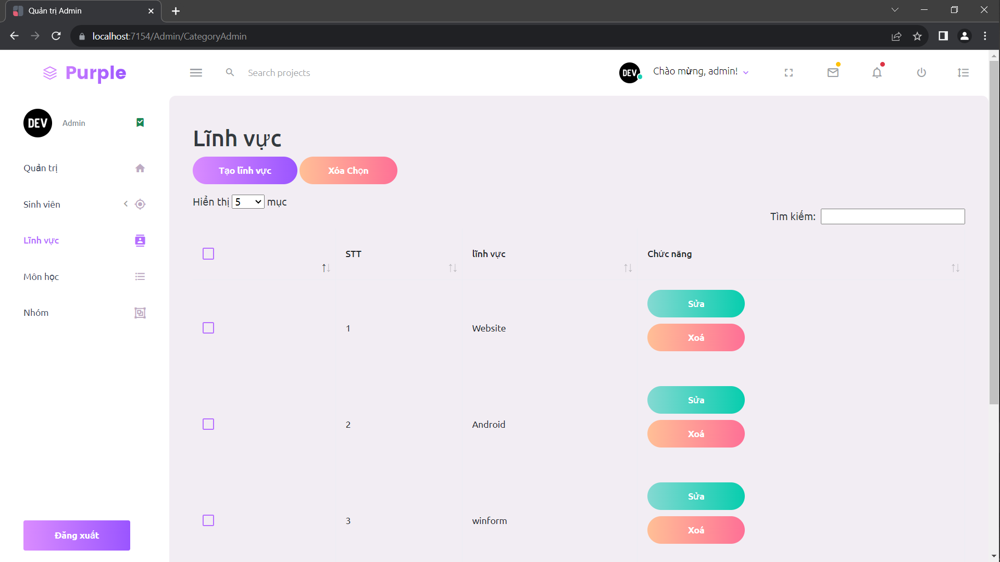 Quản trị Admin
localhost:7154/Admin/CategoryAdmin
Purple
Search projects
DEV
Chào mừng, admin!
DEV
Admin
Quản trị
Sinh viên
Lĩnh vực
Môn học
Nhóm
Đăng xuất
Lĩnh vực
Tạo lĩnh vực
Xóa Chọn
Hiển thị 5 mục
Tìm kiếm:
STT lĩnh vực Chức năng
Sửa
1 Website
Xoá
Sửa
2 Android
Xoá
Sửa
3 winform
Xoá